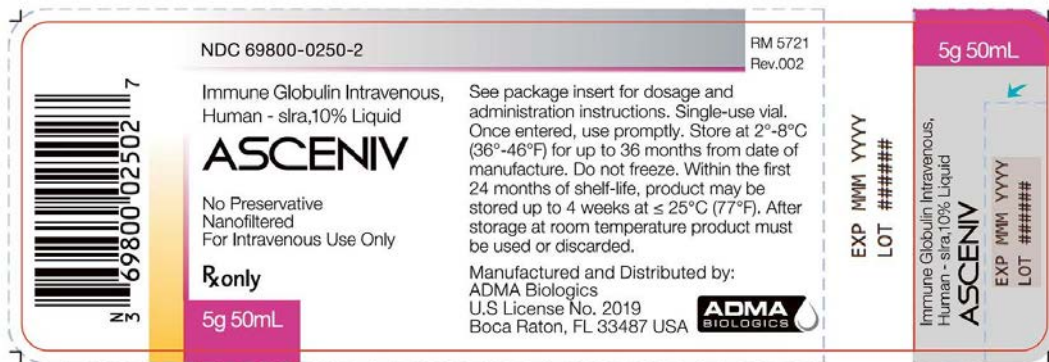 N3 69800 02502 7
NDC 69800-0250-2
Immune Globulin Intravenous,
Human - slra,10% Liquid
ASCENIV
No Preservative
Nanofiltered
For Intravenous Use Only
Rx only
5g 50mL
RM 5721
Rev.002
See package insert for dosage and
administration instructions. Single-use vial.
Once entered, use promptly. Store at 2°-8°C
(36°-46°F) for up to 36 months from date of
manufacture. Do not freeze. Within the first
24 months of shelf-life, product may be
stored up to 4 weeks at ≤ 25°C (77°F). After
storage at room temperature product must
be used or discarded.
Manufactured and Distributed by:
ADMA Biologics
U.S License No. 2019
Boca Raton, FL 33487 USA
ADMA
BIOLOGICS
EXP MMM YYYY
LOT ######
5g 50mL
Immune Globulin Intravenous,
Human - slra,10% Liquid
ASCENIV
EXP MMM YYYY
LOT ######